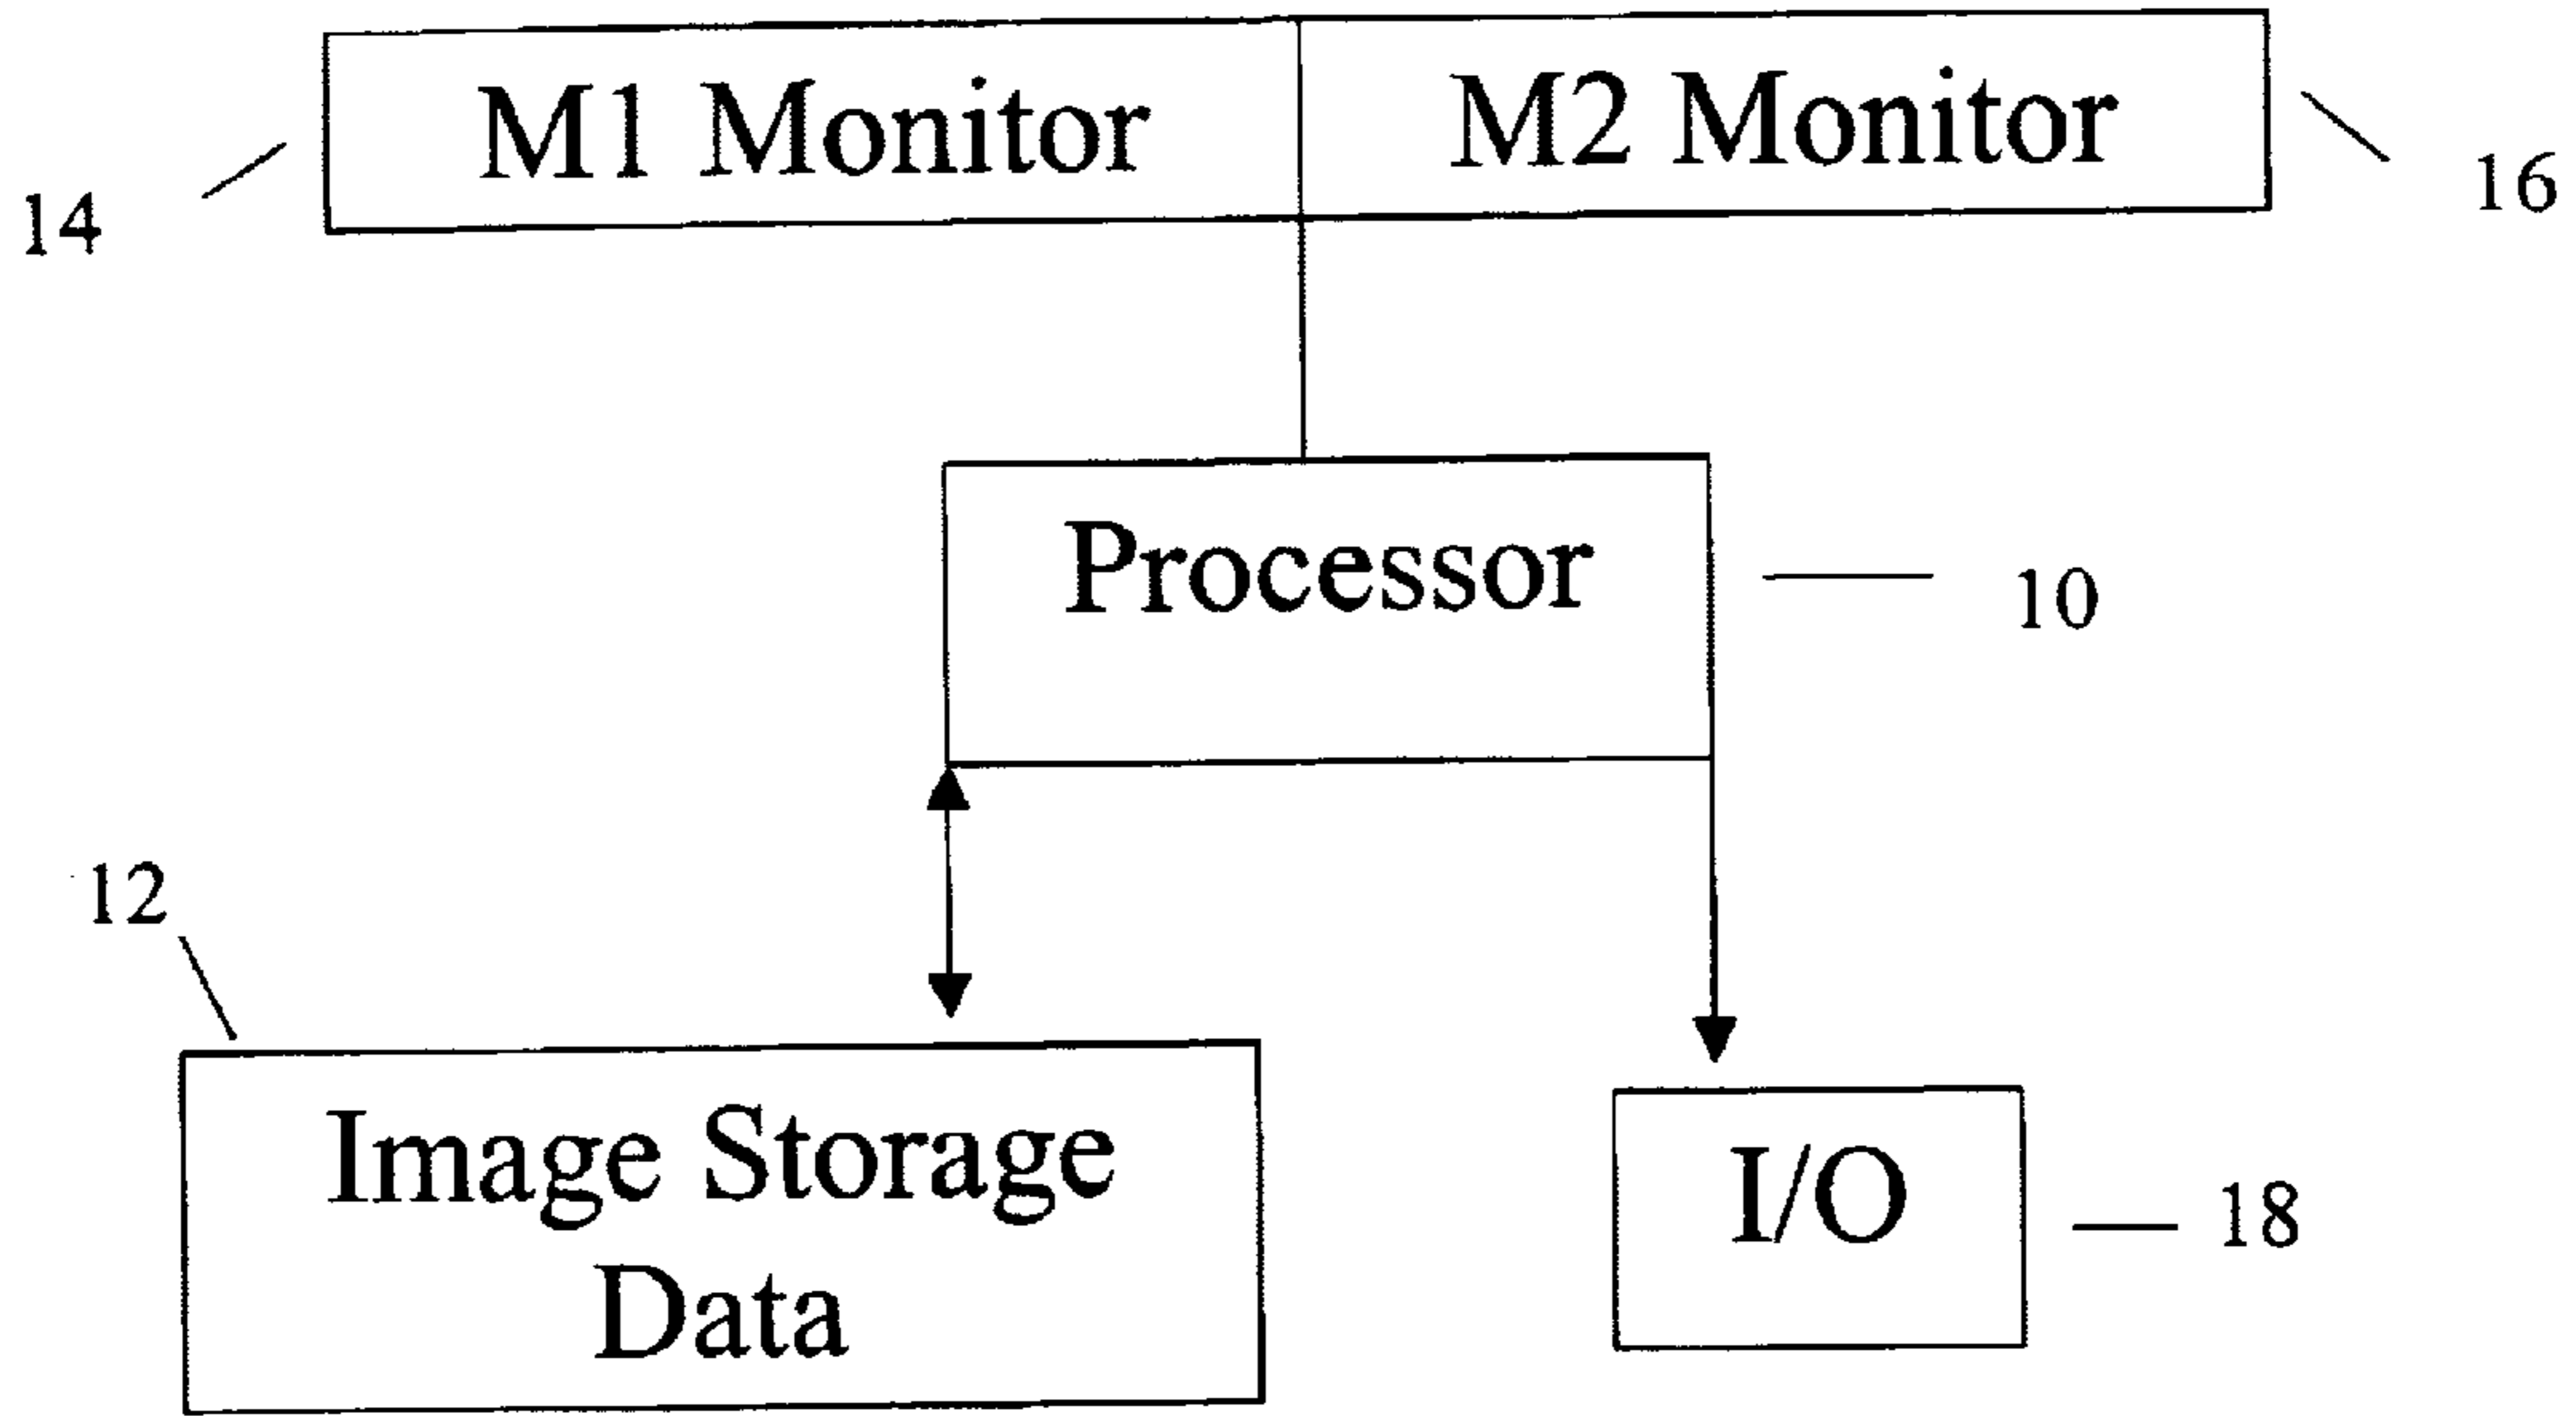 M1 Monitor
M2 Monitor
14
16
Processor
10
12
Image Storage
Data
I/O
18